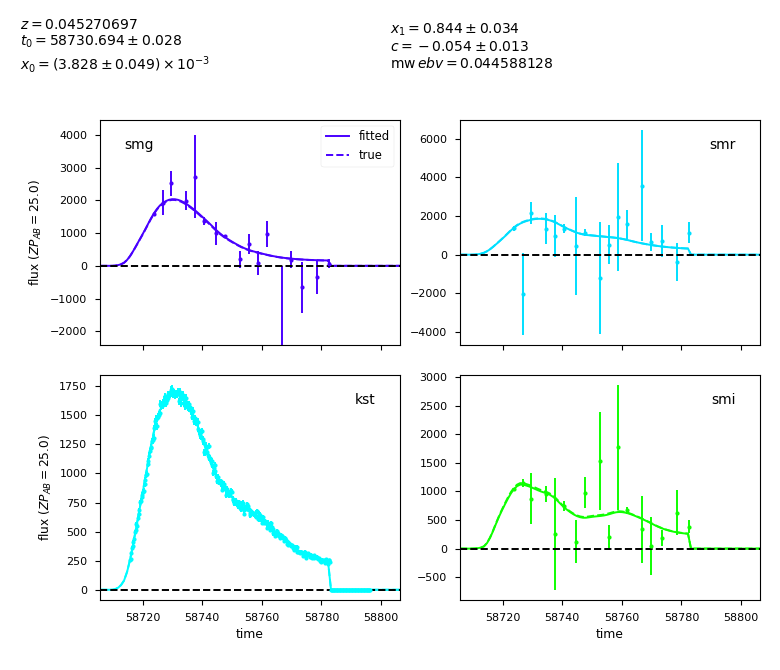 z = 0.045270697
t0 = 58730.694 ± 0.028
x0 = (3.828 ± 0.049) × 10^−3
x1 = 0.844 ± 0.034
c = −0.054 ± 0.013
mw ebv = 0.044588128
smg
fitted
true
4000
3000
2000
1000
0
−1000
−2000
flux (ZP_AB = 25.0)
smr
6000
4000
2000
0
−2000
−4000
kst
1750
1500
1250
1000
750
500
250
0
flux (ZP_AB = 25.0)
58720 58740 58760 58780 58800
time
smi
3000
2500
2000
1500
1000
500
0
−500
58720 58740 58760 58780 58800
time